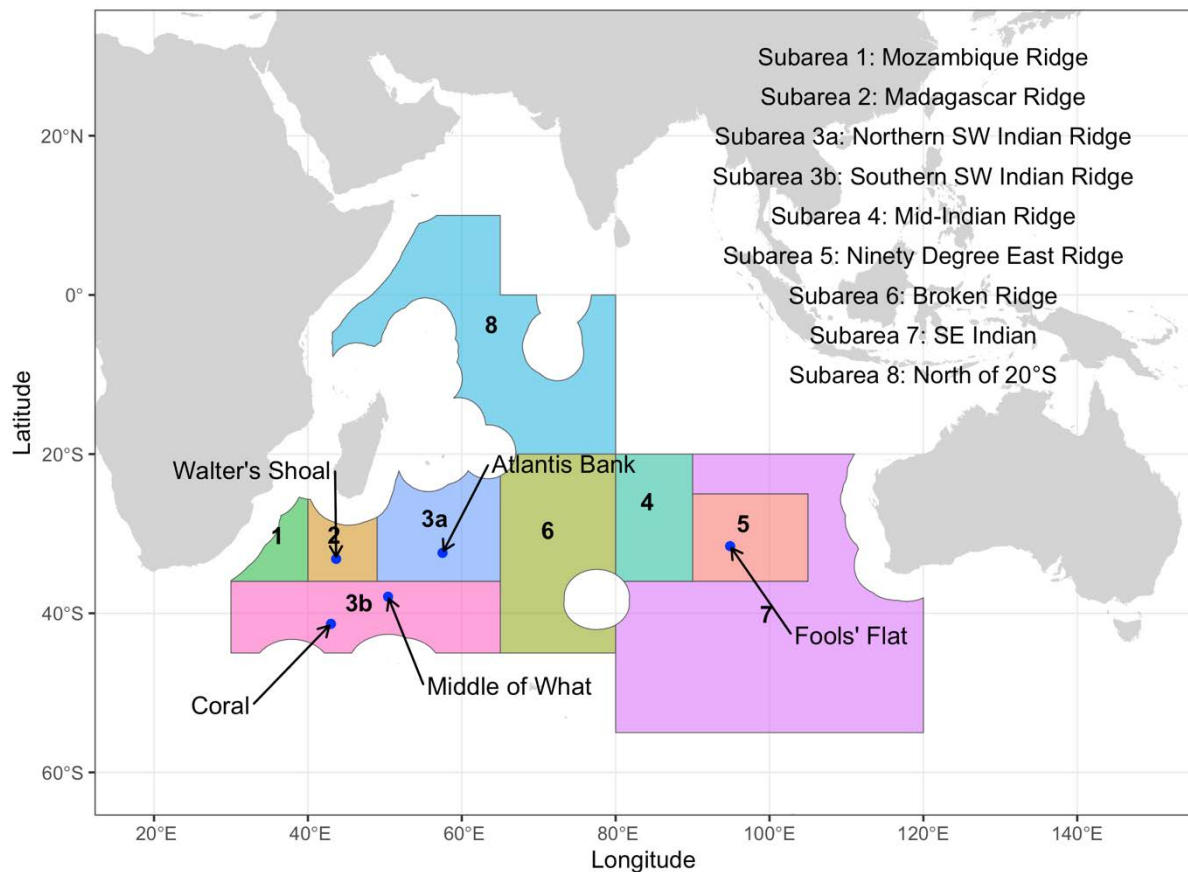 Subarea 1: Mozambique Ridge
Subarea 2: Madagascar Ridge
Subarea 3a: Northern SW Indian Ridge
Subarea 3b: Southern SW Indian Ridge
Subarea 4: Mid-Indian Ridge
Subarea 5: Ninety Degree East Ridge
Subarea 6: Broken Ridge
Subarea 7: SE Indian
Subarea 8: North of 20°S
20°N
0°
20°S
40°S
60°S
Latitude
8
Walter's Shoal
Atlantis Bank
1
2
3a
6
4
5
3b
7
Fools' Flat
Middle of What
Coral
20°E
40°E
60°E
80°E
100°E
120°E
140°E
Longitude